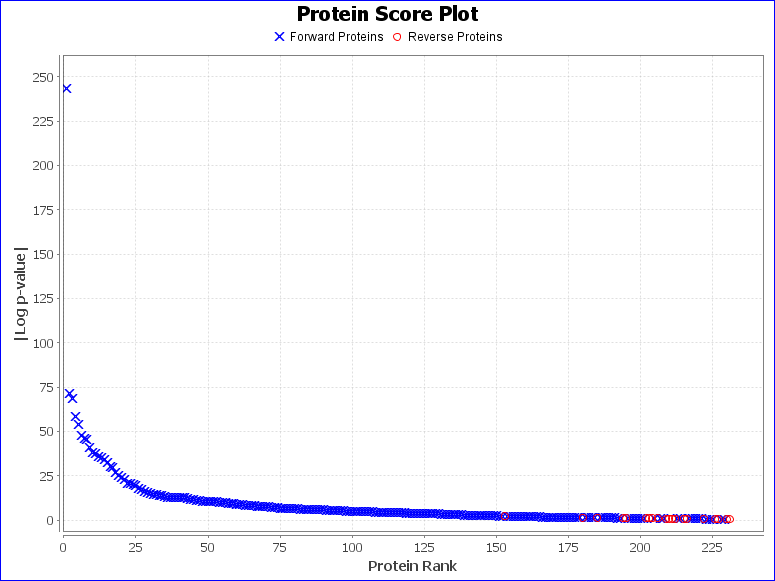 Protein Score Plot
Forward Proteins Reverse Proteins
250
225
200
175
150
125
100
75
50
25
0
|Log p-value|
0 25 50 75 100 125 150 175 200 225
Protein Rank